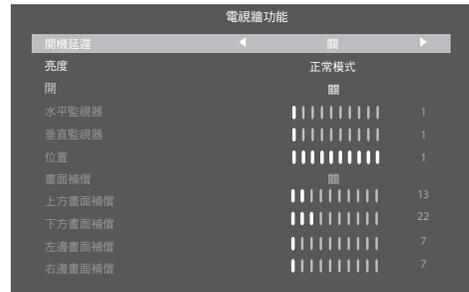 電視牆功能
開機延遲 關
亮度 正常模式
開 關
水平監視器 1
垂直監視器 1
位置 1
畫面補償 關
上方畫面補償 13
下方畫面補償 22
左邊畫面補償 7
右邊畫面補償 7